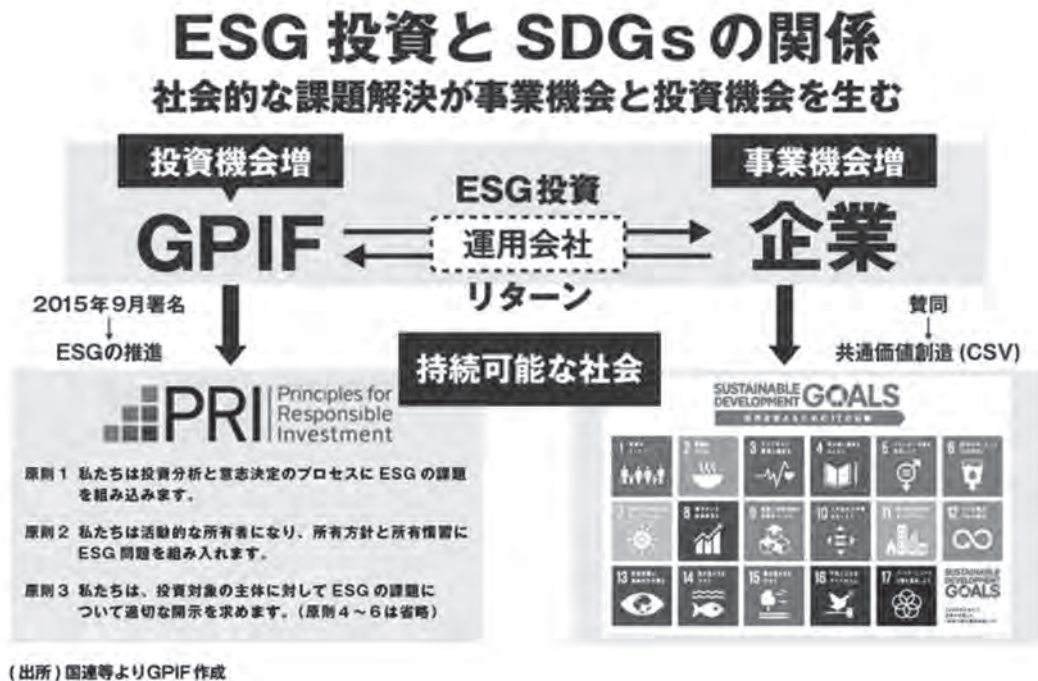 ESG 投資と SDGs の関係
社会的な課題解決が事業機会と投資機会を生む
投資機会増
事業機会増
ESG投資
GPIF
運用会社
企業
リターン
2015年9月署名
ESGの推進
賛同
共通価値創造 (CSV)
持続可能な社会
PRI Principles for
Responsible
Investment
原則1 私たちは投資分析と意志決定のプロセスに ESG の課題
を組み込みます。
原則2 私たちは活動的な所有者になり、所有方針と所有慣習に
ESG 問題を組み入れます。
原則3 私たちは、投資対象の主体に対して ESG の課題に
ついて適切な開示を求めます。（原則4～6は省略）
SUSTAINABLE
DEVELOPMENT GOALS
1
2
3
4
5
6
7
8
9
10
11
12
13
14
15
16
17
SUSTAINABLE
DEVELOPMENT
GOALS
(出所) 国連等よりGPIF作成